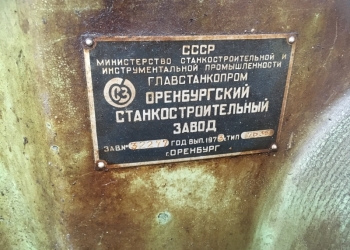 СССР
МИНИСТЕРСТВО СТАНКОСТРОИТЕЛЬНОЙ И
ИНСТРУМЕНТАЛЬНОЙ ПРОМЫШЛЕННОСТИ
ГЛАВСТАНКОПРОМ
ОРЕНБУРГСКИЙ
СТАНКОСТРОИТЕЛЬНЫЙ
ЗАВОД
ЗАВ.№ ГОД ВЫП. 197 ТИП
г. ОРЕНБУРГ